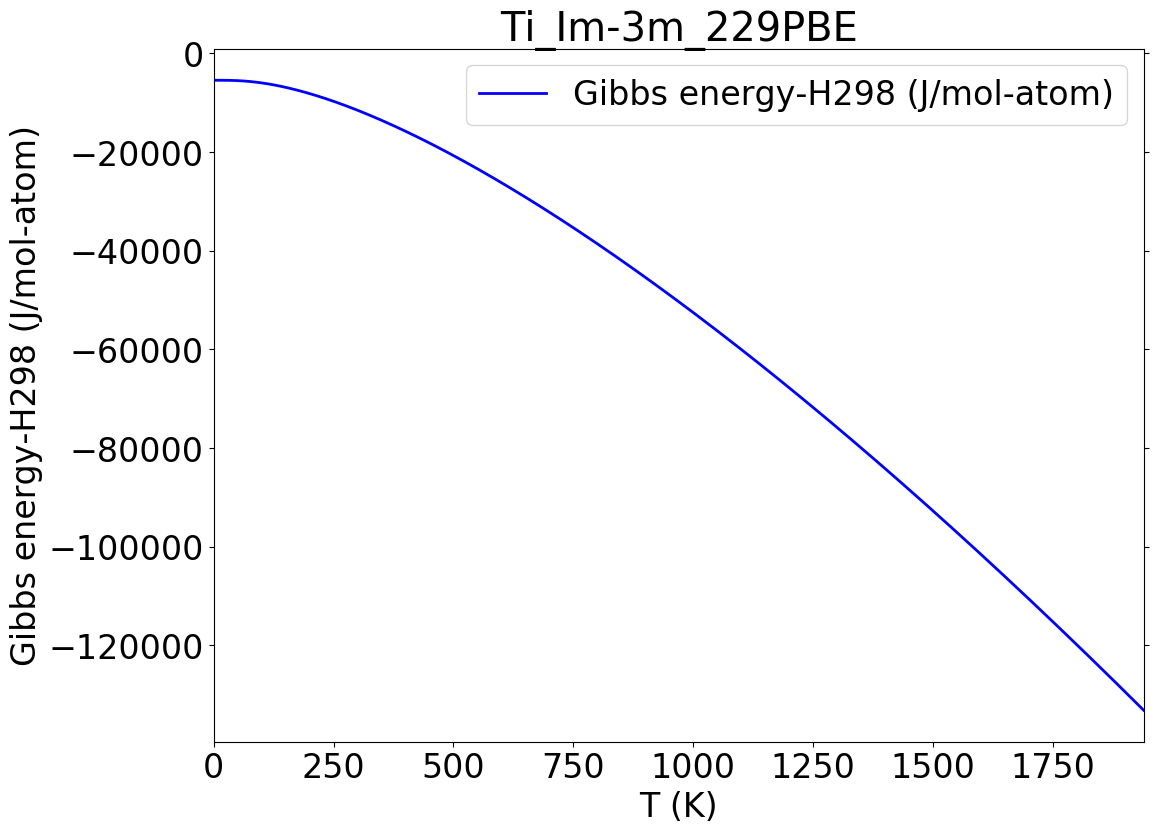 Ti_Im-3m_229PBE
Gibbs energy-H298 (J/mol-atom)
Gibbs energy-H298 (J/mol-atom)
0
−20000
−40000
−60000
−80000
−100000
−120000
0 250 500 750 1000 1250 1500 1750
T (K)